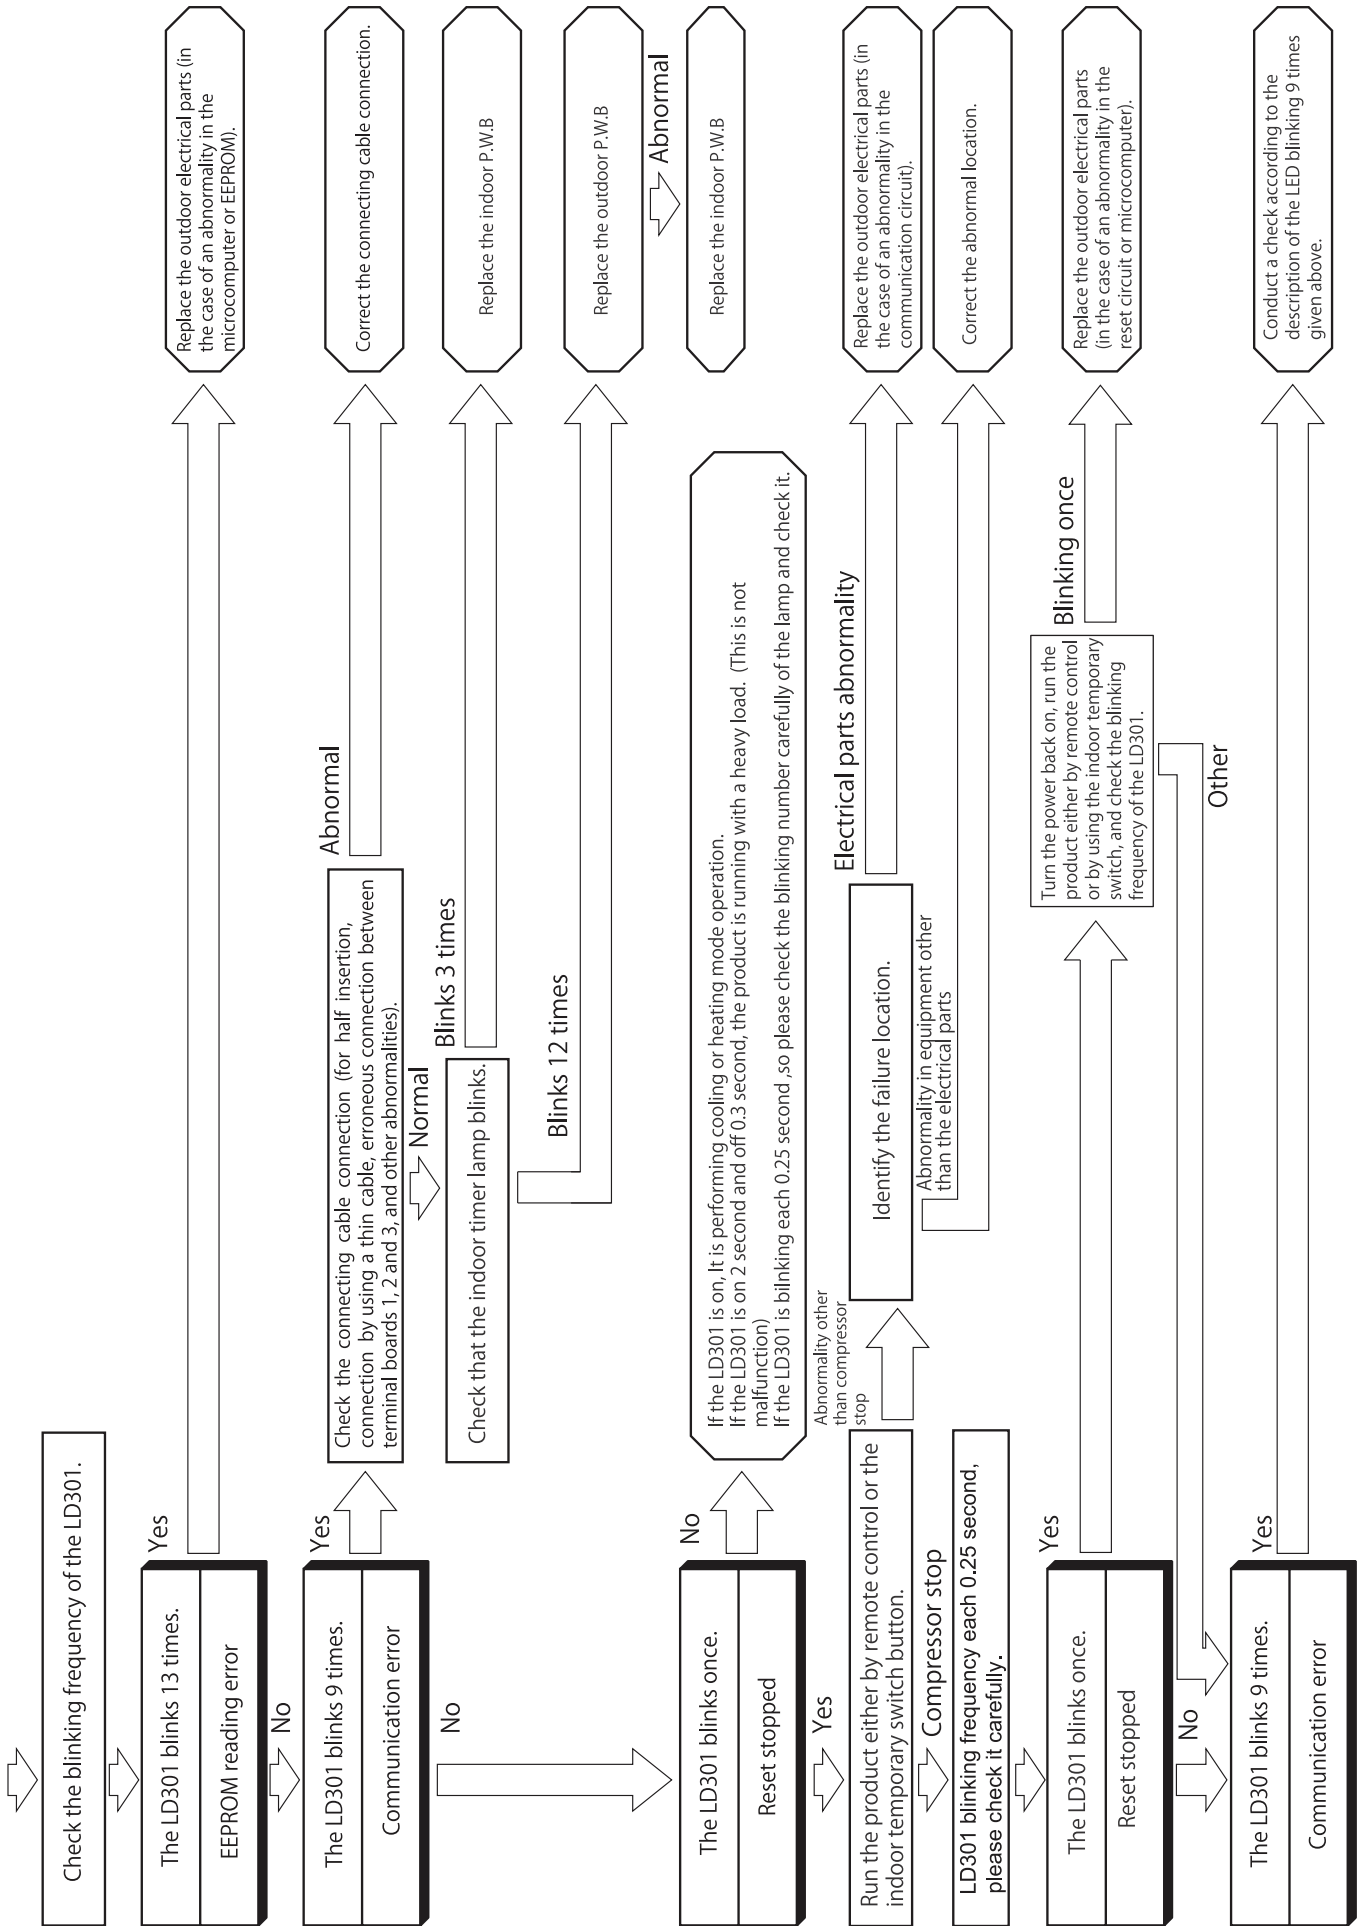 Check the blinking frequency of the LD301.
The LD301 blinks 13 times.
EEPROM reading error
Yes
Replace the outdoor electrical parts (in
the case of an abnormality in the
microcomputer or EEPROM).
No
The LD301 blinks 9 times.
Communication error
Yes
Check the connecting cable connection (for half insertion,
connection by using a thin cable, erroneous connection between
terminal boards 1, 2 and 3, and other abnormalities).
Abnormal
Correct the connecting cable connection.
Normal
Check that the indoor timer lamp blinks.
Blinks 3 times
Replace the indoor P.W.B
Blinks 12 times
Replace the outdoor P.W.B
Abnormal
Replace the indoor P.W.B
No
The LD301 blinks once.
Reset stopped
No
If the LD301 is on, It is performing cooling or heating mode operation.
If the LD301 is on 2 second and off 0.3 second, the product is running with a heavy load. (This is not
malfunction)
If the LD301 is bilnking each 0.25 second ,so please check the blinking number carefully of the lamp and check it.
Yes
Run the product either by remote control or the
indoor temporary switch button.
Abnormality other
than compressor
stop
Identify the failure location.
Electrical parts abnormality
Replace the outdoor electrical parts (in
the case of an abnormality in the
communication circuit).
Abnormality in equipment other
than the electrical parts
Correct the abnormal location.
Compressor stop
LD301 blinking frequency each 0.25 second,
please check it carefully.
The LD301 blinks once.
Reset stopped
Yes
Turn the power back on, run the
product either by remote control
or by using the indoor temporary
switch, and check the blinking
frequency of the LD301.
Blinking once
Replace the outdoor electrical parts
(in the case of an abnormality in the
reset circuit or microcomputer).
Other
No
The LD301 blinks 9 times.
Communication error
Yes
Conduct a check according to the
description of the LED blinking 9 times
given above.